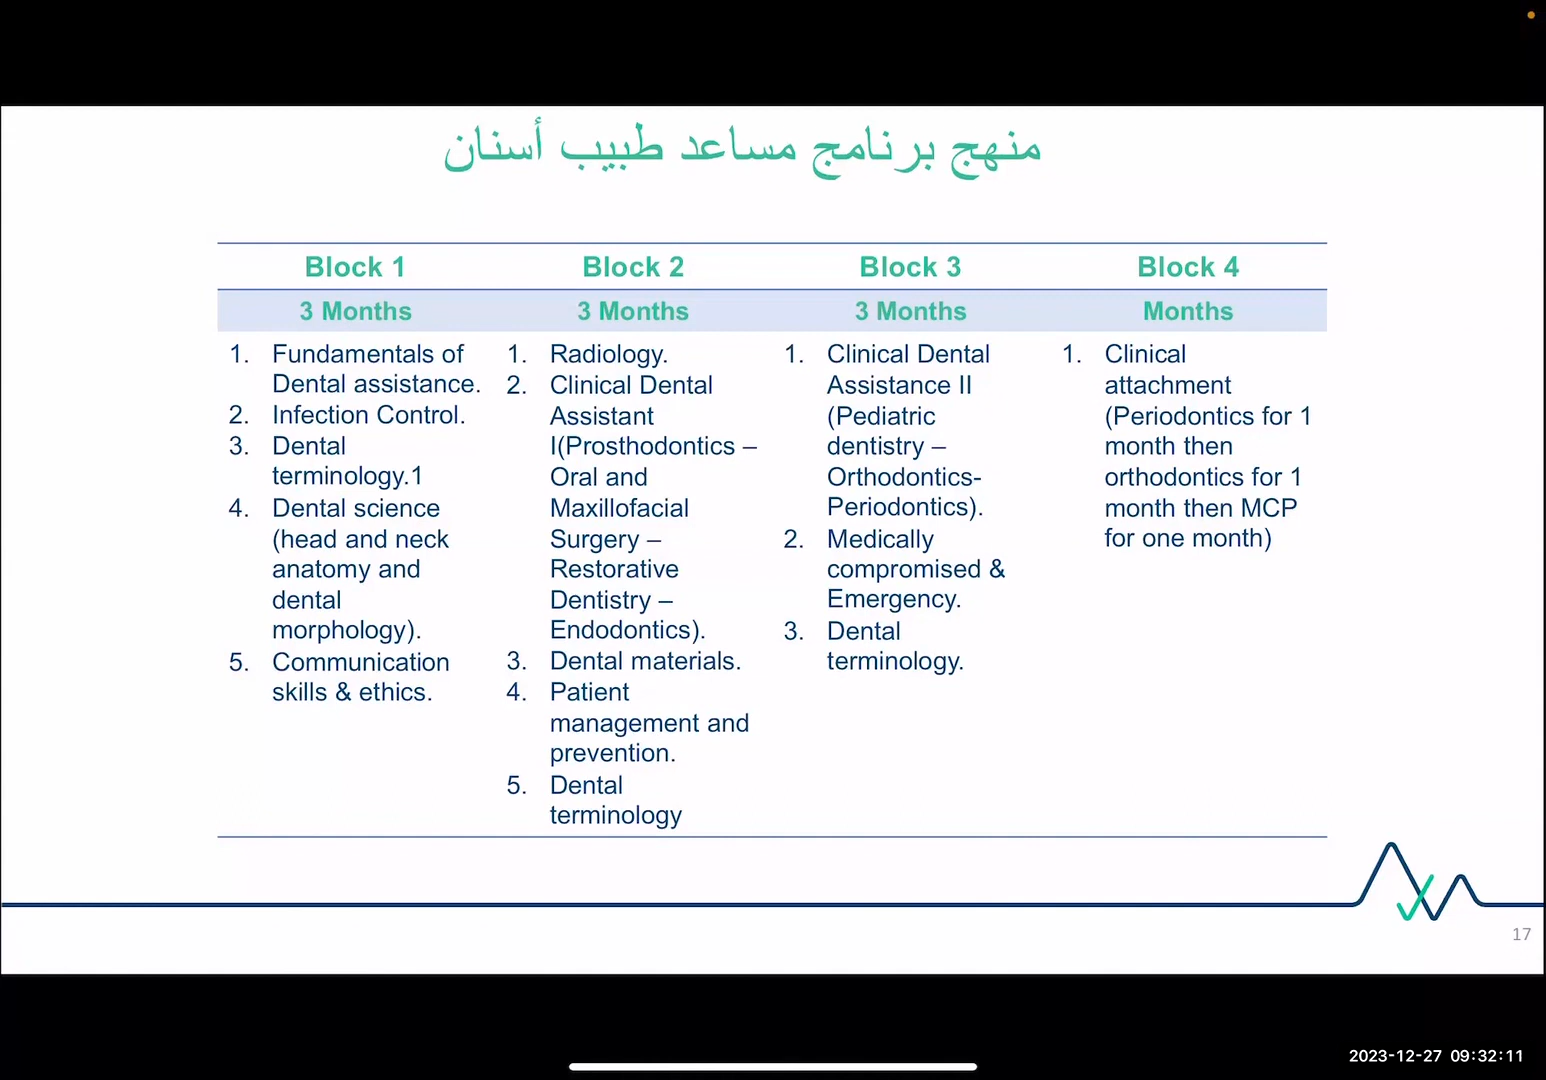 منهج برنامج مساعد طبيب أسنان
Block 1
Block 2
Block 3
Block 4
3 Months
3 Months
3 Months
Months
1. Fundamentals of
Dental assistance.
2. Infection Control.
3. Dental
terminology.1
4. Dental science
(head and neck
anatomy and
dental
morphology).
5. Communication
skills & ethics.
1. Radiology.
2. Clinical Dental
Assistant
I(Prosthodontics –
Oral and
Maxillofacial
Surgery –
Restorative
Dentistry –
Endodontics).
3. Dental materials.
4. Patient
management and
prevention.
5. Dental
terminology
1. Clinical Dental
Assistance II
(Pediatric
dentistry –
Orthodontics-
Periodontics).
2. Medically
compromised &
Emergency.
3. Dental
terminology.
1. Clinical
attachment
(Periodontics for 1
month then
orthodontics for 1
month then MCP
for one month)
17
2023-12-27 09:32:11